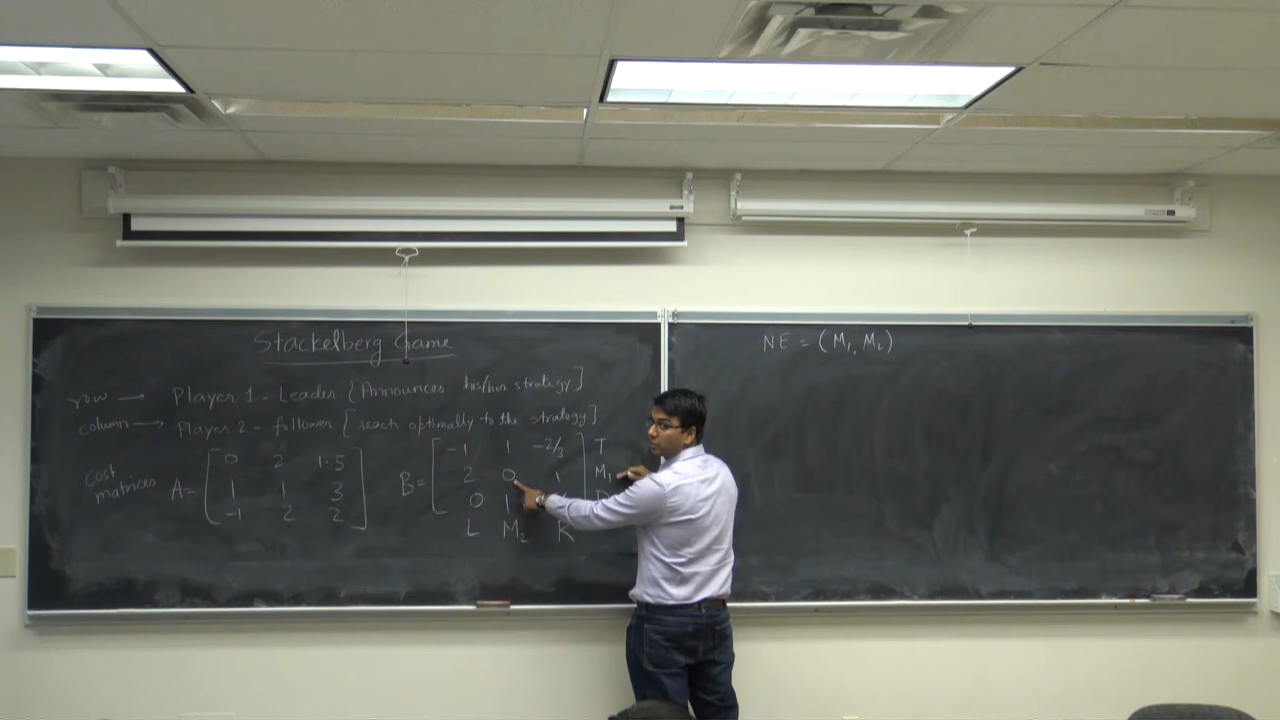 Stackelberg Game
row → Player 1 - Leader [Announces his/her strategy]
column → Player 2 - follower [react optimally to the strategy]
cost matrices
A = [0 2 1.5
1 1 3
-1 2 2]
B = [-1 1 -2/3
2 0 1
0 1
T
M₁
L M₂ R
NE = (M₁, M₂)